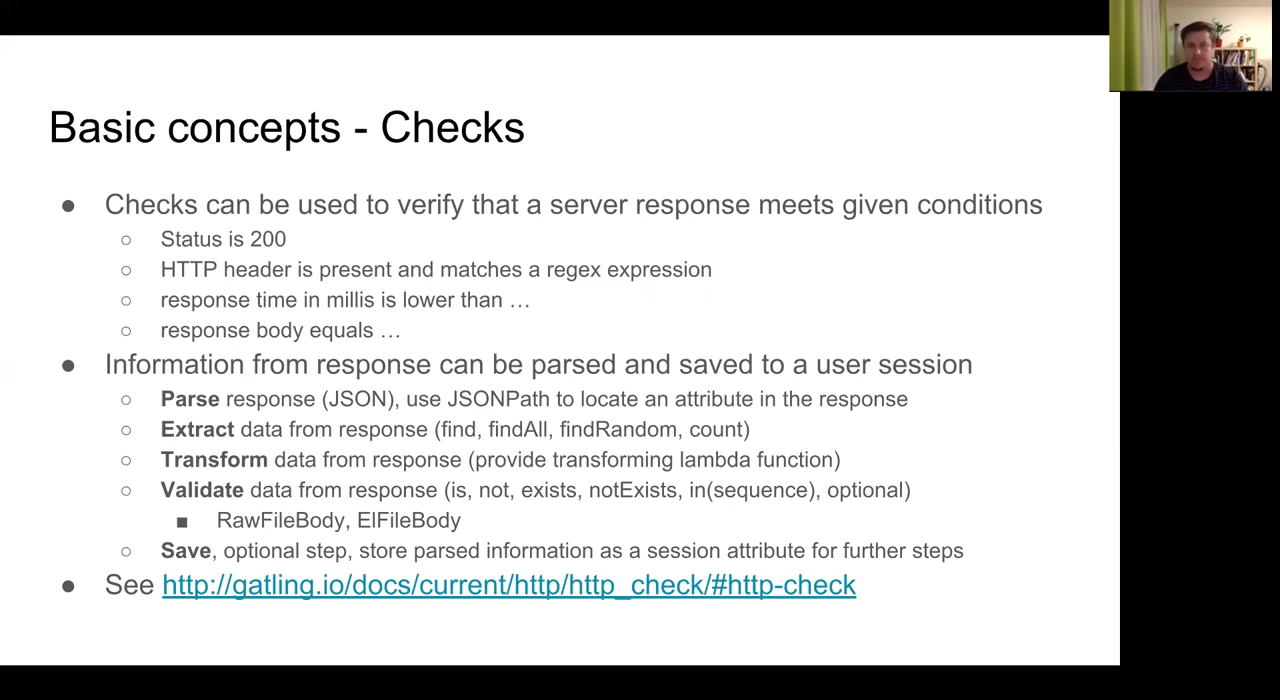 Basic concepts - Checks
● Checks can be used to verify that a server response meets given conditions
○ Status is 200
○ HTTP header is present and matches a regex expression
○ response time in millis is lower than …
○ response body equals …
● Information from response can be parsed and saved to a user session
○ Parse response (JSON), use JSONPath to locate an attribute in the response
○ Extract data from response (find, findAll, findRandom, count)
○ Transform data from response (provide transforming lambda function)
○ Validate data from response (is, not, exists, notExists, in(sequence), optional)
■ RawFileBody, ElFileBody
○ Save, optional step, store parsed information as a session attribute for further steps
● See http://gatling.io/docs/current/http/http_check/#http-check